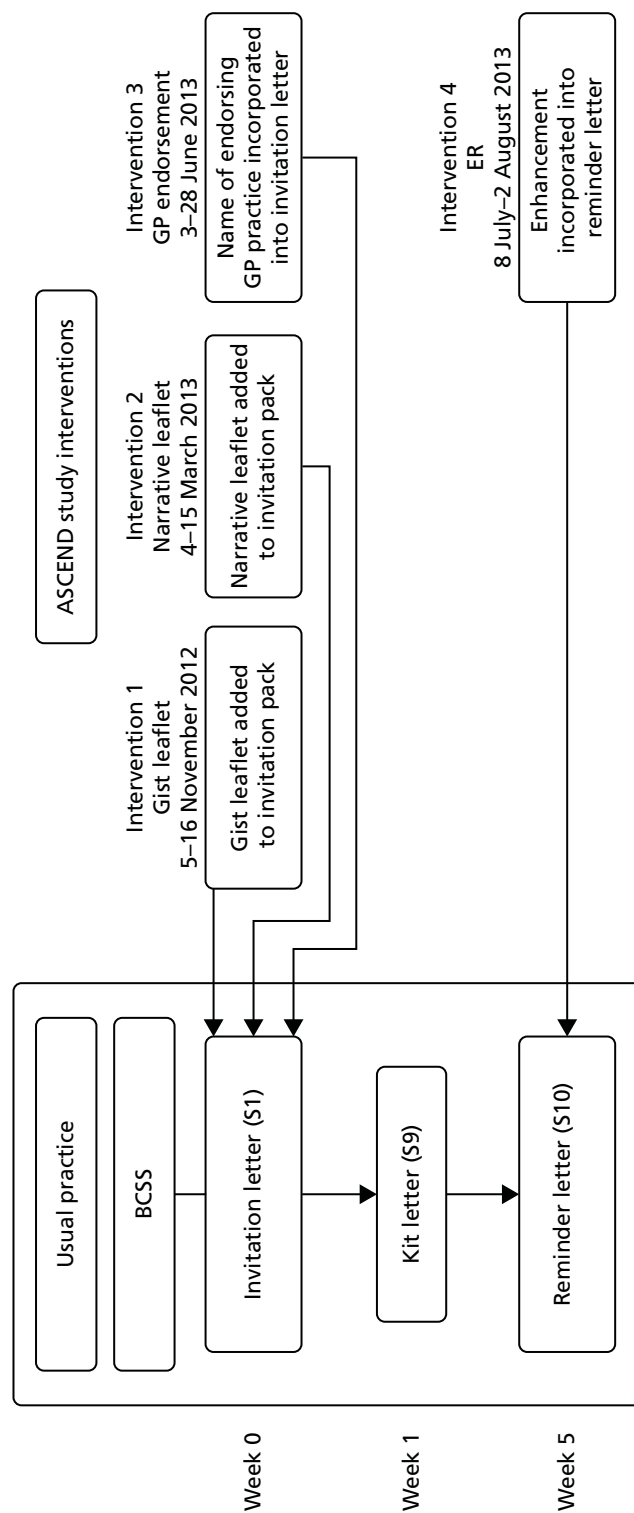 ASCEND study interventions
Usual practice
BCSS
Intervention 1
Gist leaflet
5–16 November 2012
Intervention 2
Narrative leaflet
4–15 March 2013
Intervention 3
GP endorsement
3–28 June 2013
Week 0
Invitation letter (S1)
Gist leaflet added
to invitation pack
Narrative leaflet added
to invitation pack
Name of endorsing
GP practice incorporated
into invitation letter
Week 1
Kit letter (S9)
Intervention 4
ER
8 July–2 August 2013
Week 5
Reminder letter (S10)
Enhancement
incorporated into
reminder letter